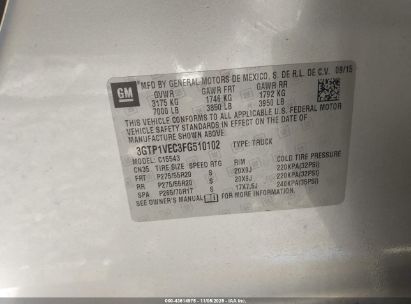 GM
MFD BY GENERAL MOTORS DE MEXICO, S. DE R.L. DE C.V. 09/15
GVWR GAWR FRT GAWR RR
3175 KG 1746 KG 1792 KG
7000 LB 3850 LB 3950 LB
THIS VEHICLE CONFORMS TO ALL APPLICABLE U.S. FEDERAL MOTOR
VEHICLE SAFETY STANDARDS IN EFFECT ON THE DATE OF
MANUFACTURE SHOWN ABOVE.
3GTP1VEC3FG510102 TYPE: TRUCK
MODEL: C15543
CN35 TIRE SIZE SPEED RTG RIM COLD TIRE PRESSURE
FRT P275/55R20 S 20X9J 220KPA(32PSI)
RR P275/55R20 S 20X9J 220KPA(32PSI)
SPA P265/70R17 S 17X7.5J 240KPA(35PSI)
SEE OWNER'S MANUAL FOR MORE INFORMATION.